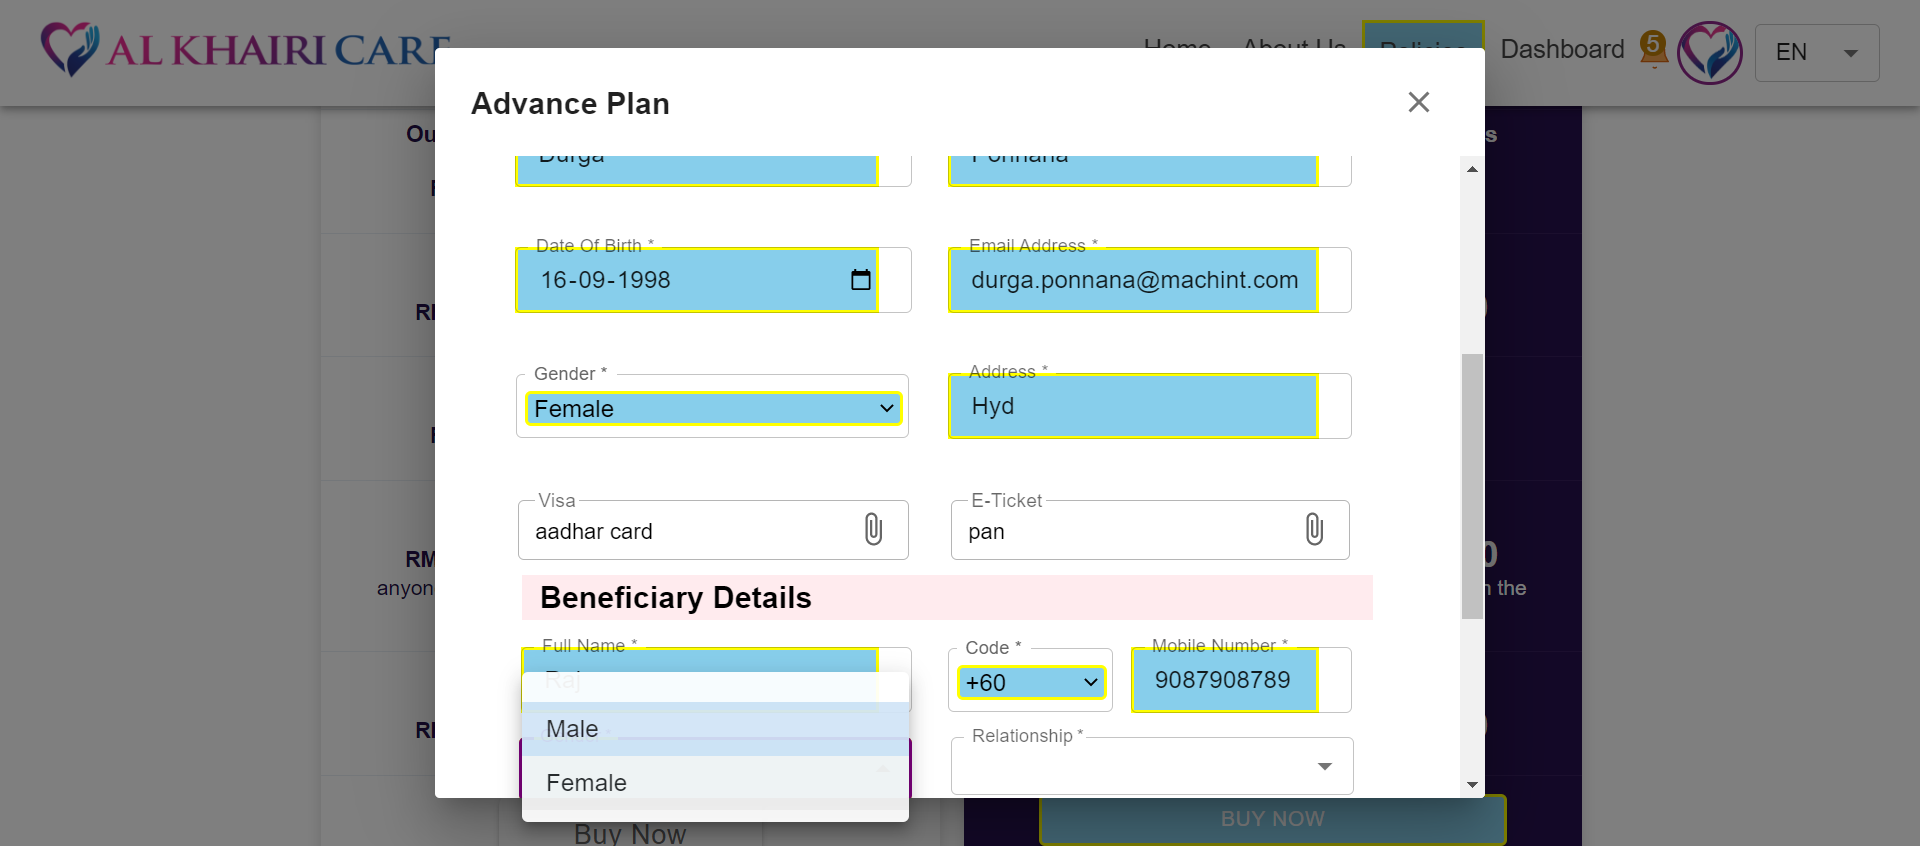 AL KHAIRI CARE
Home
About Us
Policies
Dashboard
5
EN
Advance Plan
Durga
Ponnana
Date Of Birth *
16-09-1998
Email Address *
durga.ponnana@machint.com
Gender *
Female
Address *
Hyd
Visa
aadhar card
E-Ticket
pan
Beneficiary Details
Full Name *
Raj
Code *
+60
Mobile Number *
9087908789
Male
Female
Relationship *
Ou
s
RM
anyon
0
n the
Buy Now
BUY NOW